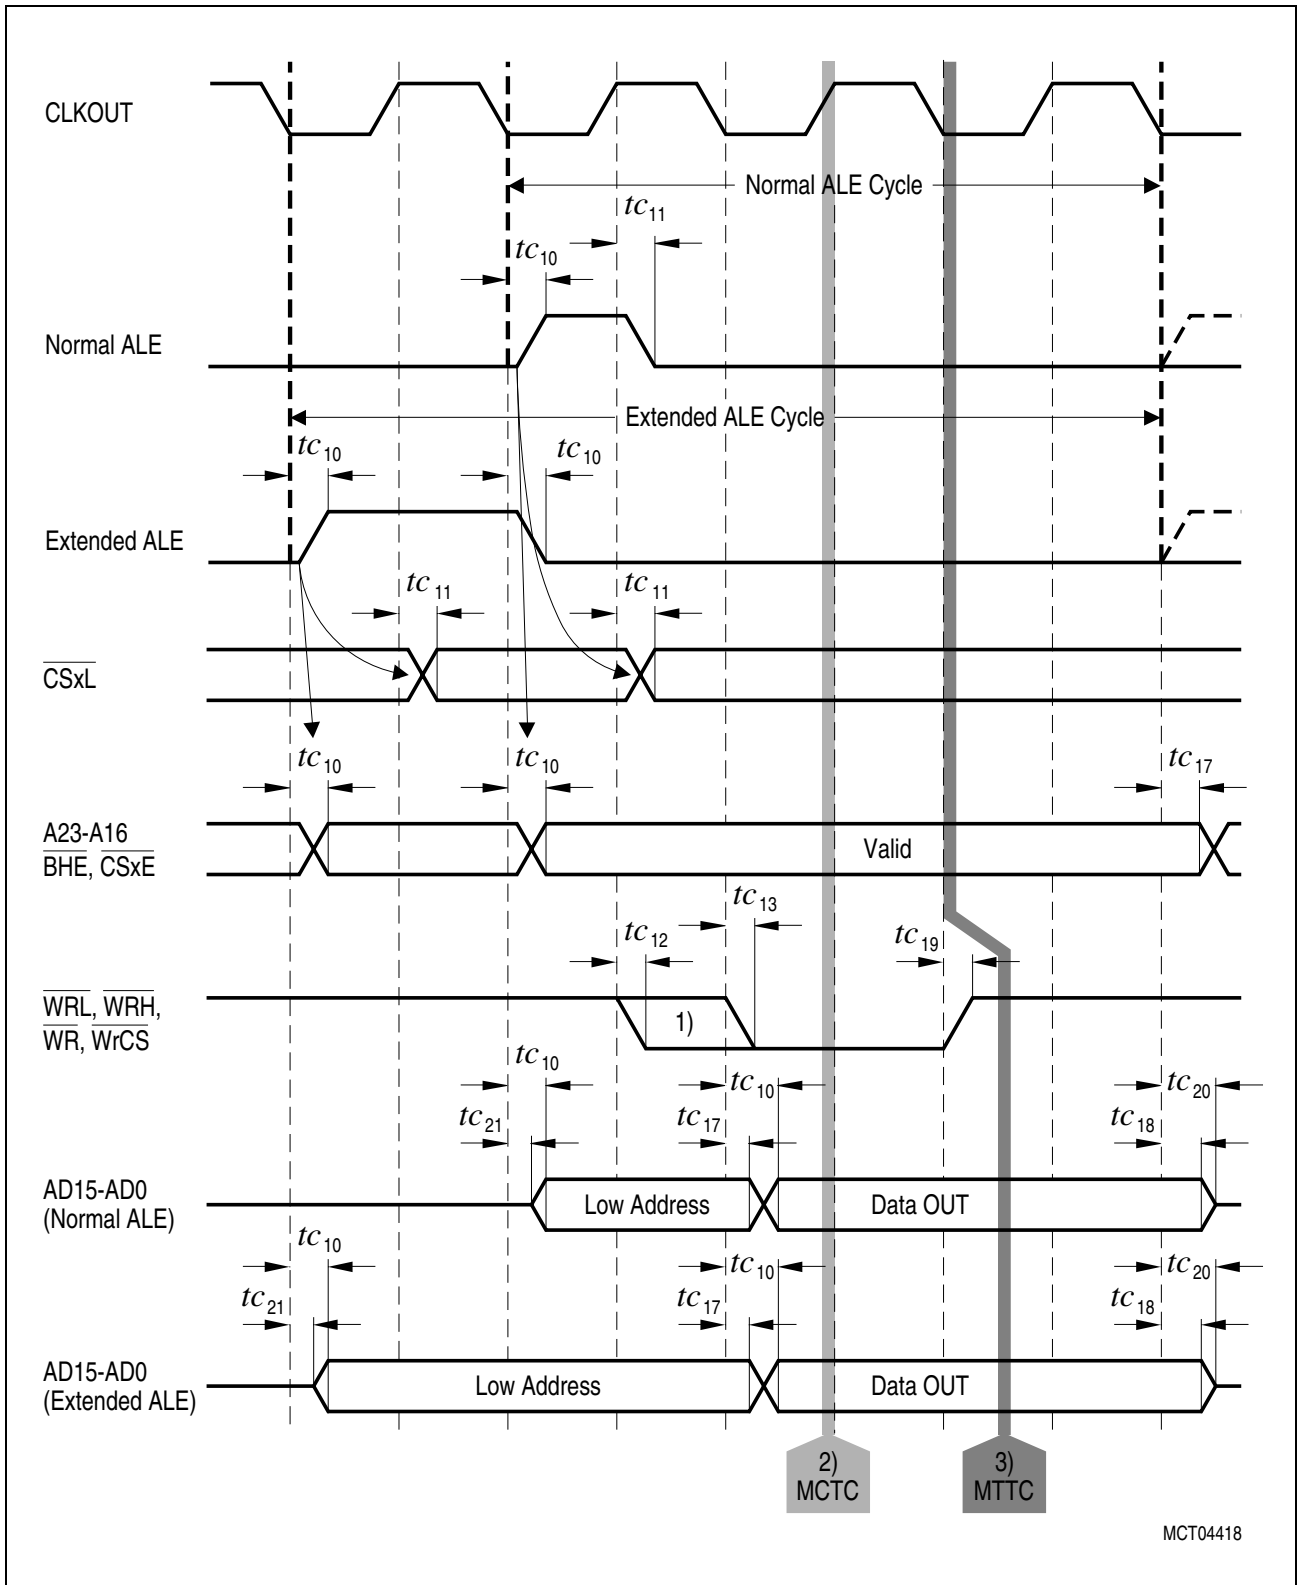 CLKOUT
Normal ALE Cycle
tc11
tc10
Normal ALE
Extended ALE Cycle
tc10
tc10
Extended ALE
tc11
tc11
CSxL
tc10
tc10
tc17
A23-A16
BHE, CSxE
Valid
tc13
tc12
tc19
WRL, WRH,
WR, WrCS
1)
tc10
tc10
tc20
tc21
tc17
tc18
AD15-AD0
(Normal ALE)
Low Address
Data OUT
tc10
tc10
tc20
tc21
tc17
tc18
AD15-AD0
(Extended ALE)
Low Address
Data OUT
2)
MCTC
3)
MTTC
MCT04418